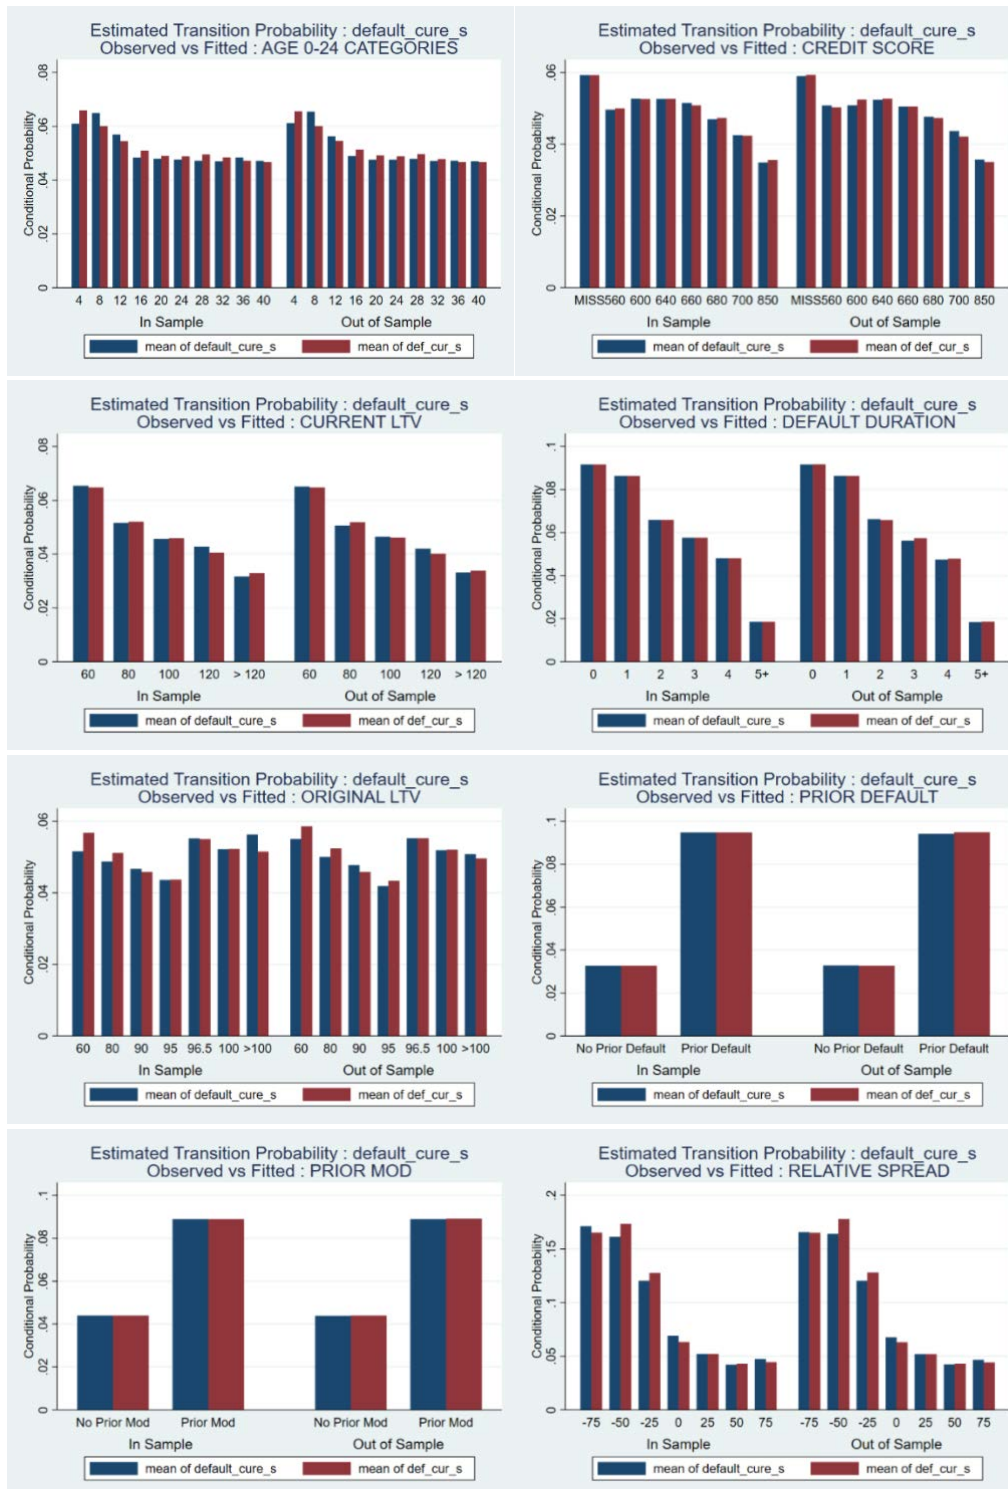 Estimated Transition Probability : default_cure_s
Observed vs Fitted : AGE 0-24 CATEGORIES
Conditional Probability
0 .02 .04 .06 .08
4 8 12 16 20 24 28 32 36 40 4 8 12 16 20 24 28 32 36 40
In Sample Out of Sample
mean of default_cure_s mean of def_cur_s
Estimated Transition Probability : default_cure_s
Observed vs Fitted : CREDIT SCORE
Conditional Probability
0 .02 .04 .06
MISS560 600 640 660 680 700 850 MISS560 600 640 660 680 700 850
In Sample Out of Sample
mean of default_cure_s mean of def_cur_s
Estimated Transition Probability : default_cure_s
Observed vs Fitted : CURRENT LTV
Conditional Probability
0 .02 .04 .06 .08
60 80 100 120 > 120 60 80 100 120 > 120
In Sample Out of Sample
mean of default_cure_s mean of def_cur_s
Estimated Transition Probability : default_cure_s
Observed vs Fitted : DEFAULT DURATION
Conditional Probability
0 .02 .04 .06 .08 .1
0 1 2 3 4 5+ 0 1 2 3 4 5+
In Sample Out of Sample
mean of default_cure_s mean of def_cur_s
Estimated Transition Probability : default_cure_s
Observed vs Fitted : ORIGINAL LTV
Conditional Probability
0 .02 .04 .06
60 80 90 95 96.5 100 >100 60 80 90 95 96.5 100 >100
In Sample Out of Sample
mean of default_cure_s mean of def_cur_s
Estimated Transition Probability : default_cure_s
Observed vs Fitted : PRIOR DEFAULT
Conditional Probability
0 .02 .04 .06 .08 .1
No Prior Default Prior Default No Prior Default Prior Default
In Sample Out of Sample
mean of default_cure_s mean of def_cur_s
Estimated Transition Probability : default_cure_s
Observed vs Fitted : PRIOR MOD
Conditional Probability
0 .02 .04 .06 .08 .1
No Prior Mod Prior Mod No Prior Mod Prior Mod
In Sample Out of Sample
mean of default_cure_s mean of def_cur_s
Estimated Transition Probability : default_cure_s
Observed vs Fitted : RELATIVE SPREAD
Conditional Probability
0 .05 .1 .15 .2
-75 -50 -25 0 25 50 75 -75 -50 -25 0 25 50 75
In Sample Out of Sample
mean of default_cure_s mean of def_cur_s